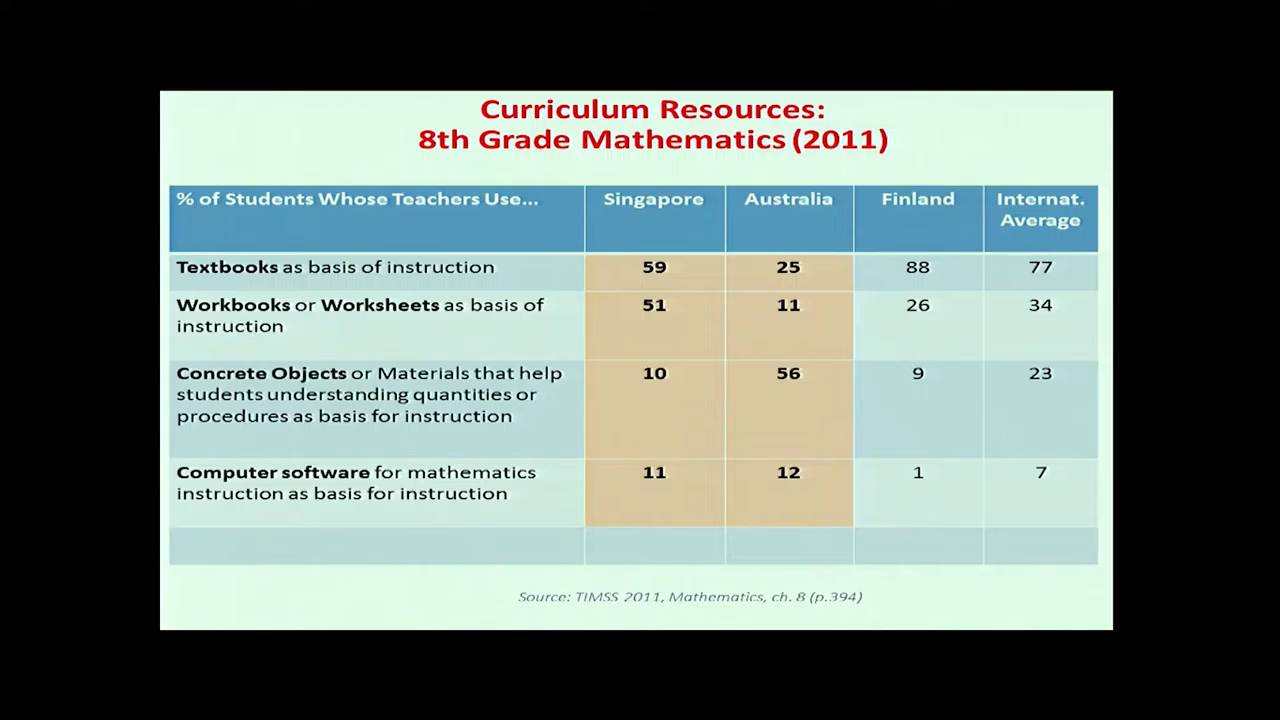 Curriculum Resources:
8th Grade Mathematics (2011)
% of Students Whose Teachers Use... Singapore Australia Finland Internat.
Average
Textbooks as basis of instruction 59 25 88 77
Workbooks or Worksheets as basis of 51 11 26 34
instruction
Concrete Objects or Materials that help 10 56 9 23
students understanding quantities or
procedures as basis for instruction
Computer software for mathematics 11 12 1 7
instruction as basis for instruction
Source: TIMSS 2011, Mathematics, ch. 8 (p.394)